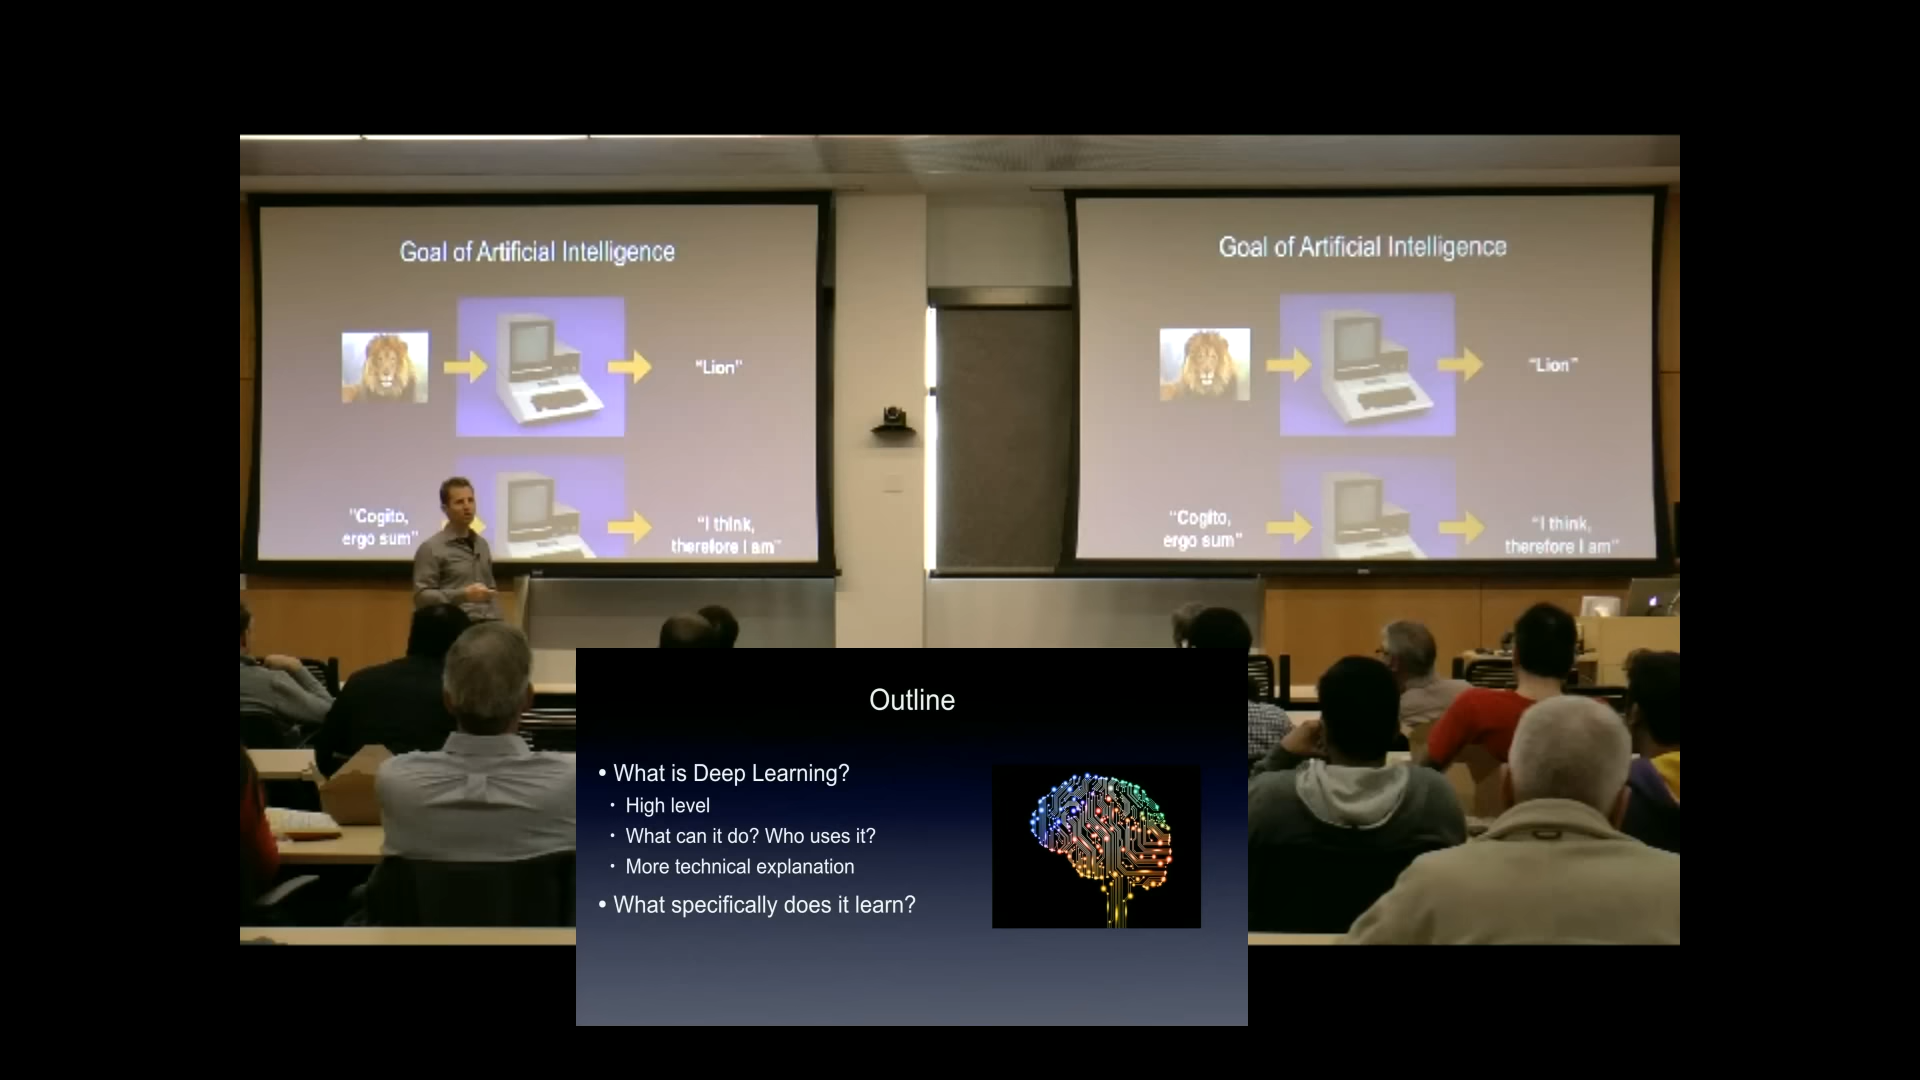 Goal of Artificial Intelligence
"Lion"
"Cogito,
ergo sum"
"I think,
therefore I am"
Goal of Artificial Intelligence
"Lion"
"Cogito,
ergo sum"
"I think,
therefore I am"
Outline
• What is Deep Learning?
• High level
• What can it do? Who uses it?
• More technical explanation
• What specifically does it learn?